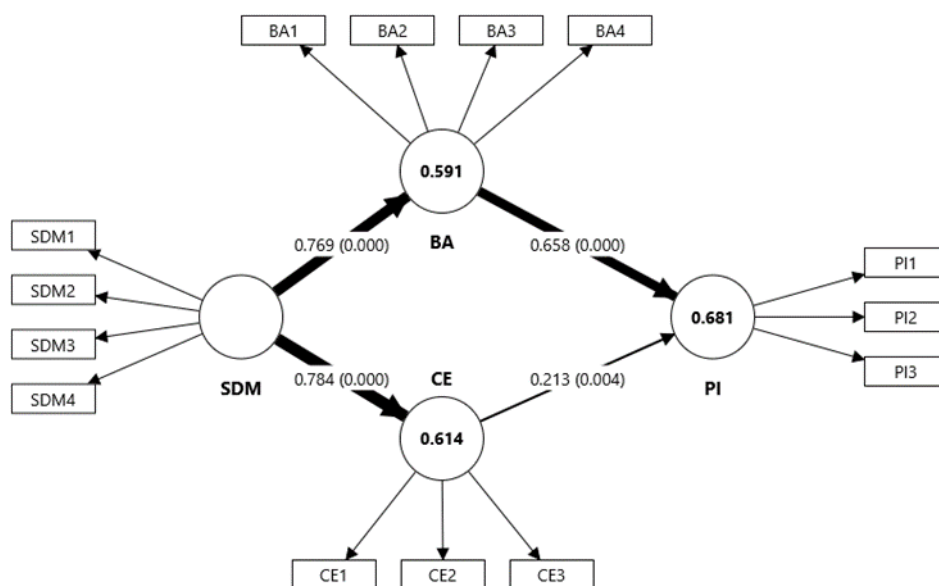 BA1 BA2 BA3 BA4
0.591
SDM1
0.769 (0.000) BA 0.658 (0.000)
PI1
SDM2
0.681
PI2
SDM3
PI3
SDM4
SDM
0.784 (0.000) CE 0.213 (0.004)
PI
0.614
CE1 CE2 CE3